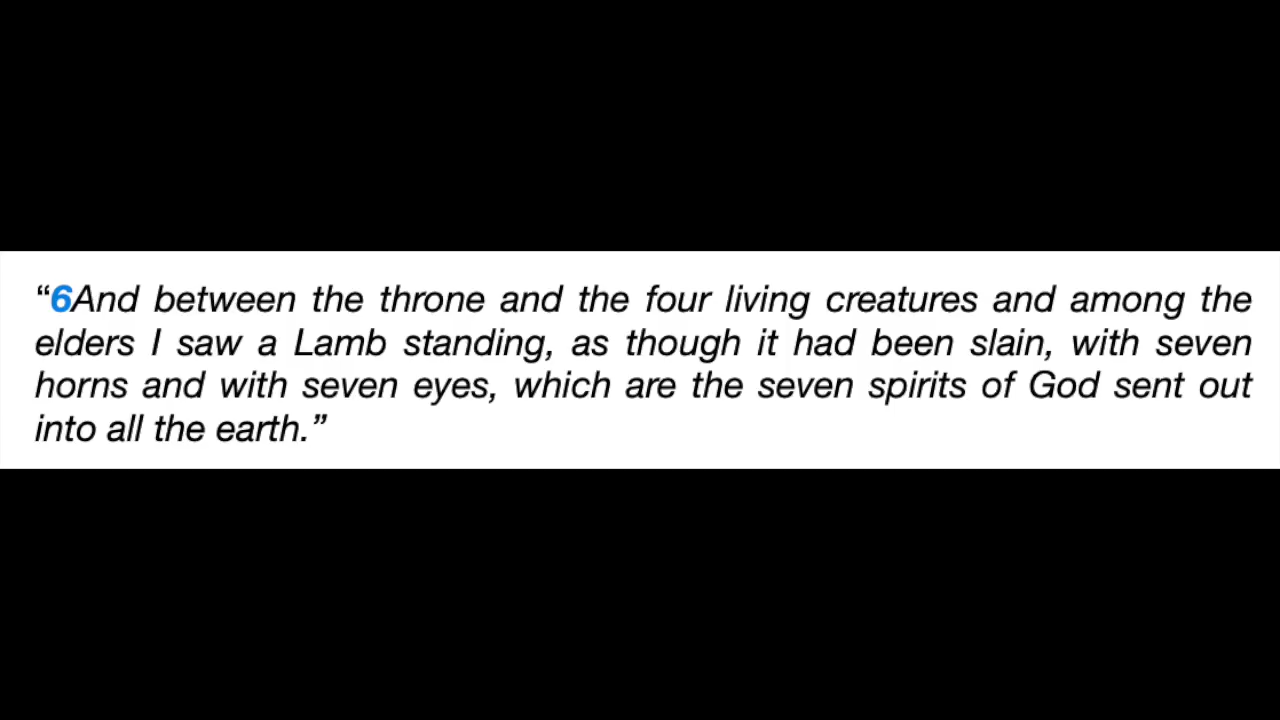 “6And between the throne and the four living creatures and among the
elders I saw a Lamb standing, as though it had been slain, with seven
horns and with seven eyes, which are the seven spirits of God sent out
into all the earth.”